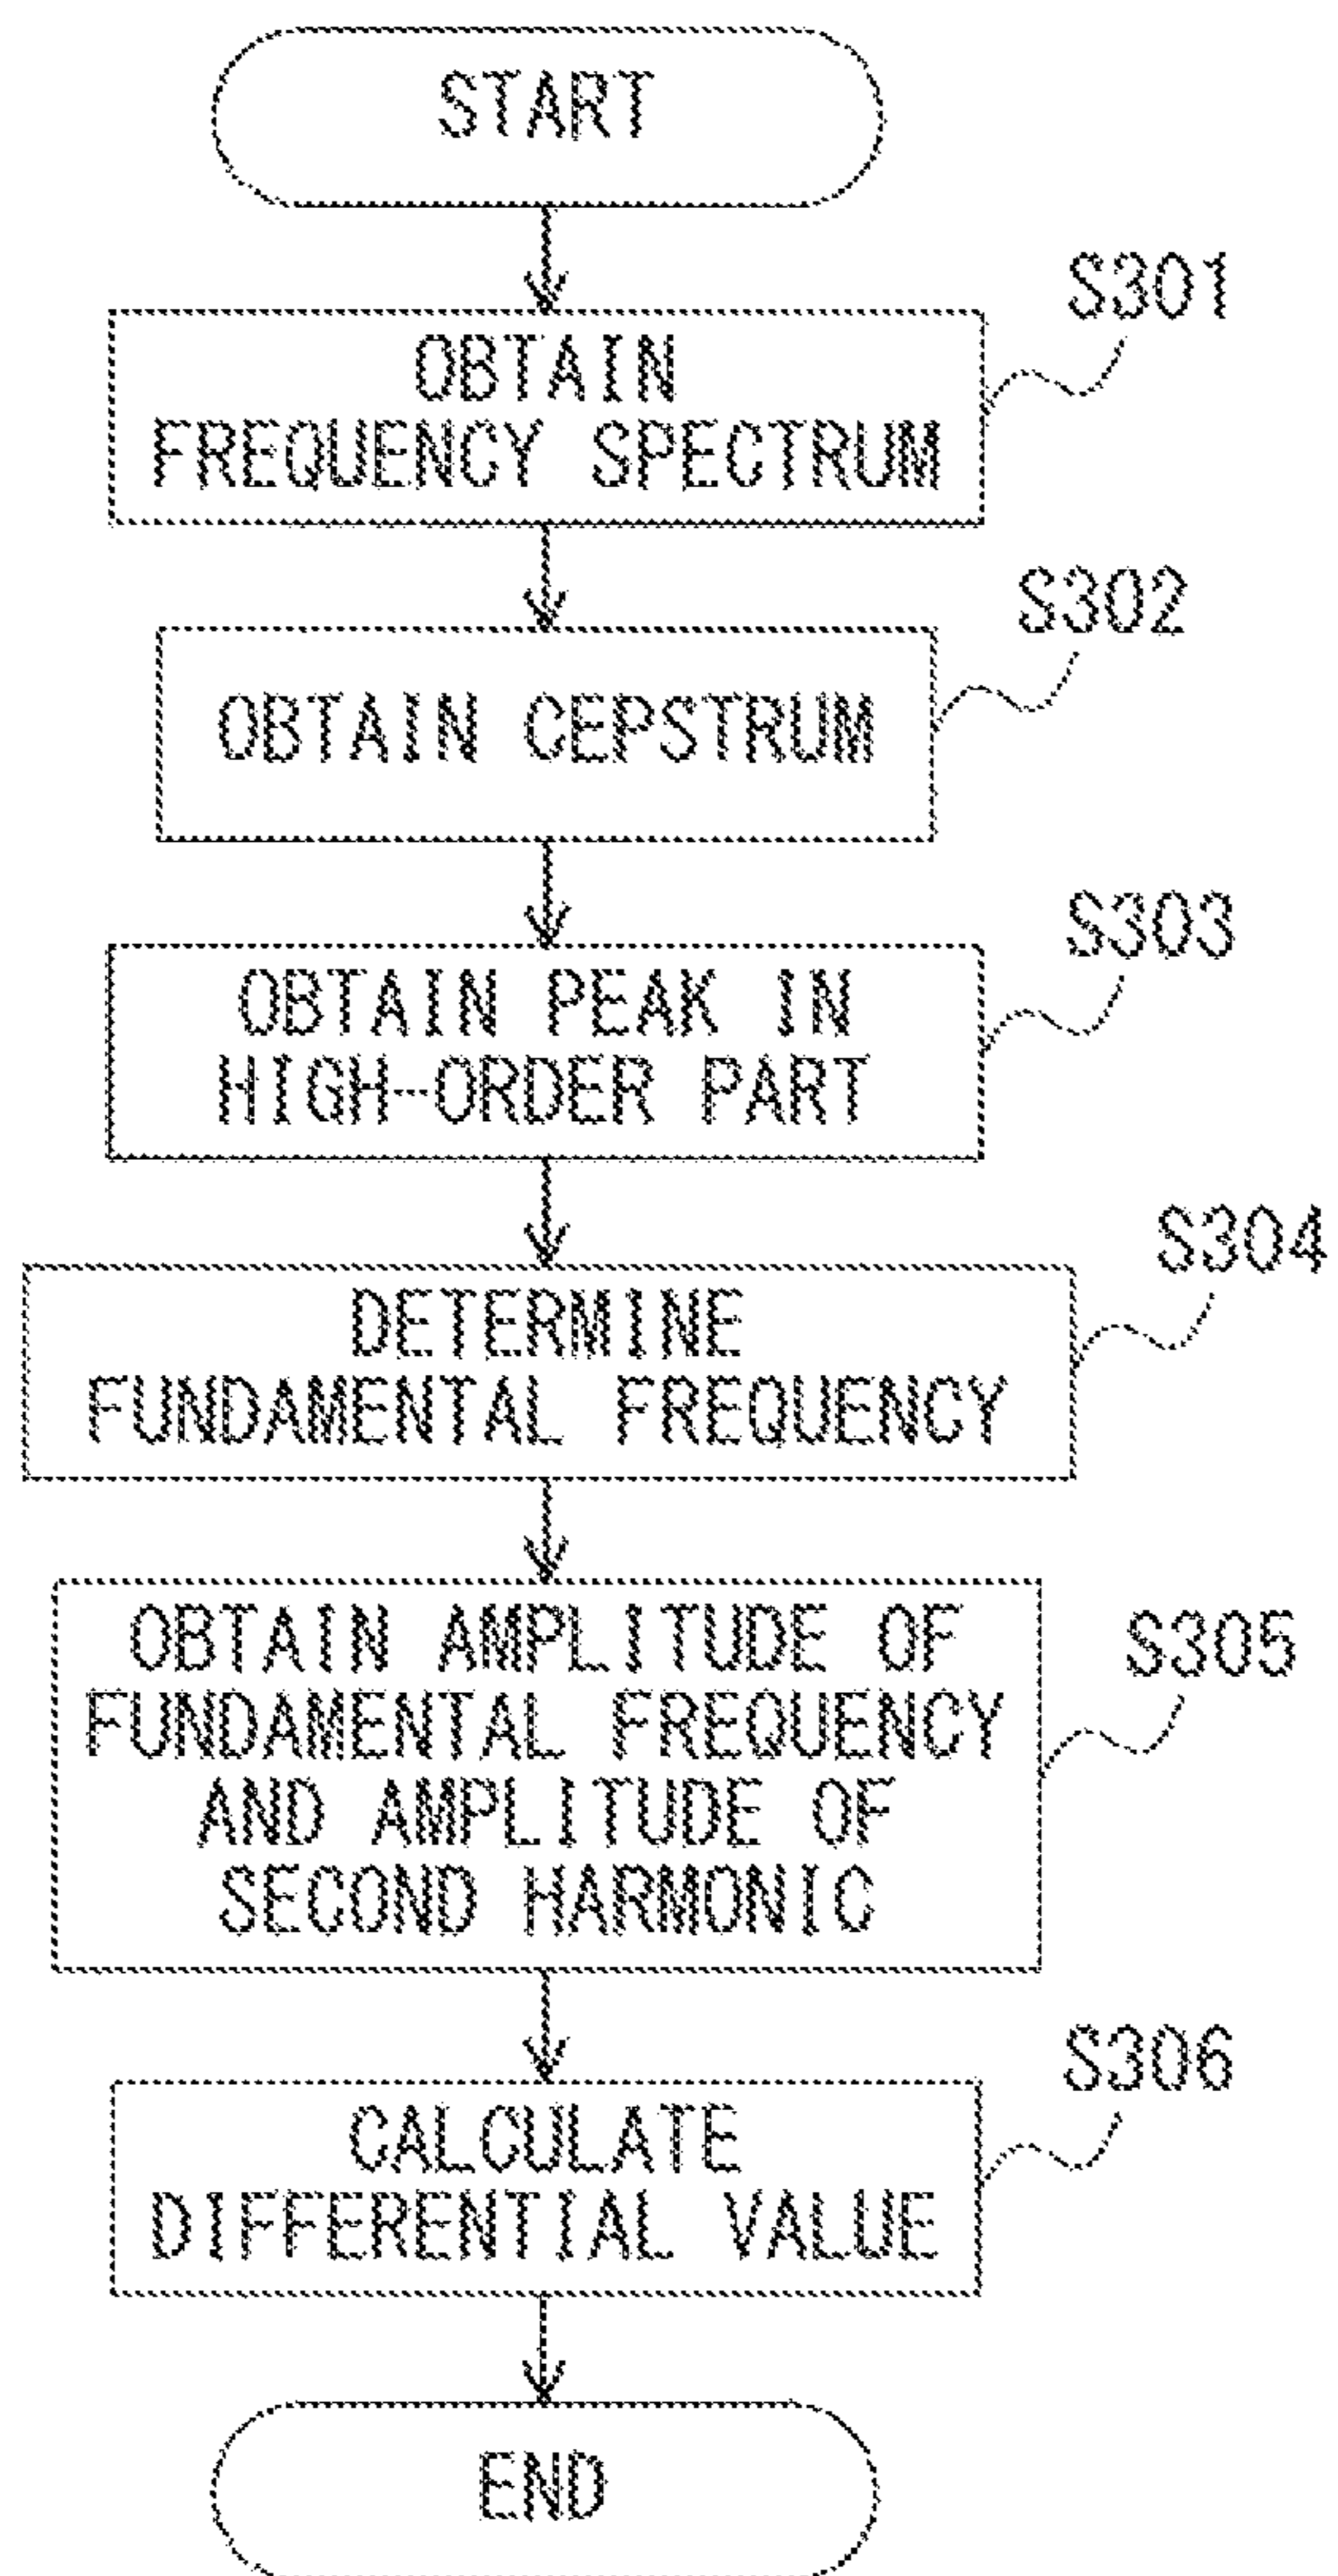 START
S301
OBTAIN
FREQUENCY SPECTRUM
S302
OBTAIN CEPSTRUM
S303
OBTAIN PEAK IN
HIGH-ORDER PART
S304
DETERMINE
FUNDAMENTAL FREQUENCY
S305
OBTAIN AMPLITUDE OF
FUNDAMENTAL FREQUENCY
AND AMPLITUDE OF
SECOND HARMONIC
S306
CALCULATE
DIFFERENTIAL VALUE
END